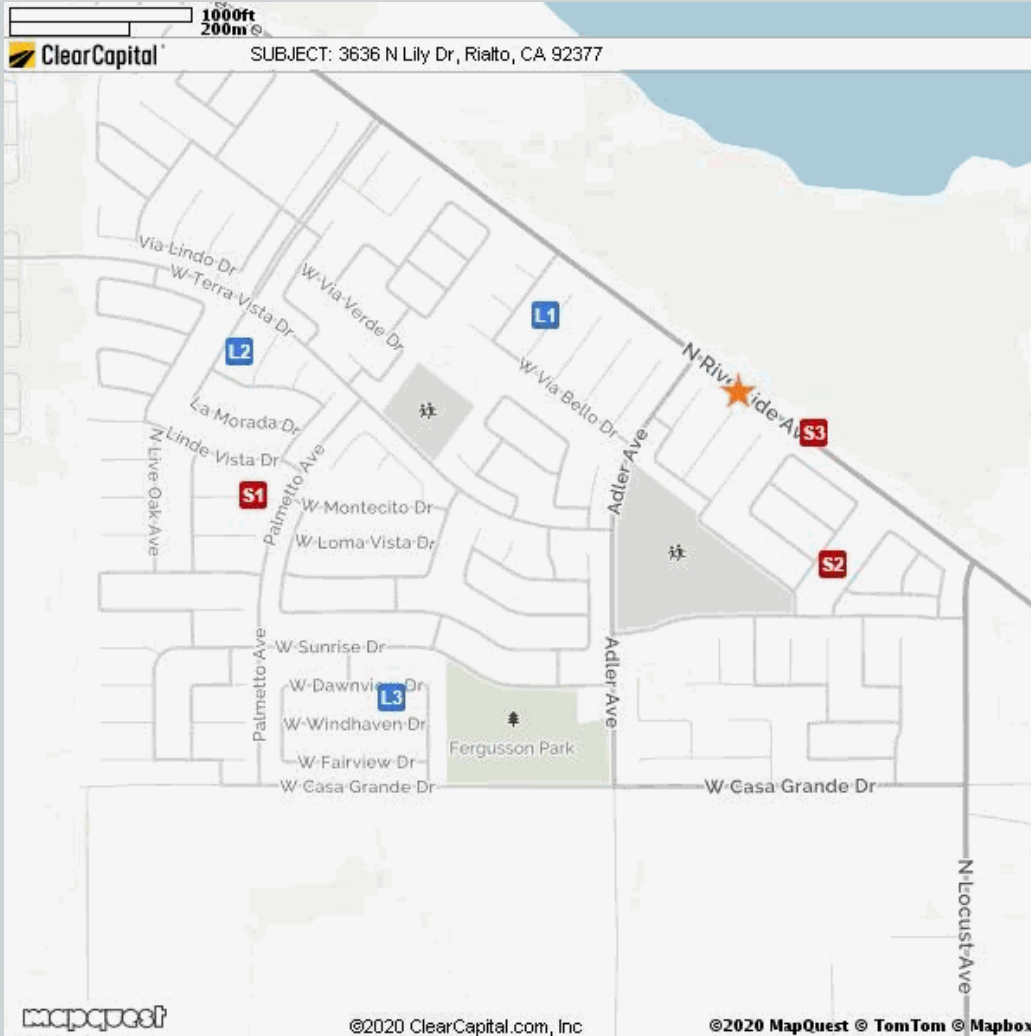 1000ft
200m
ClearCapital
SUBJECT: 3636 N Lily Dr, Rialto, CA 92377
Via Lindo Dr
W Terra Vista Dr
W Via Verde Dr
L1
L2
N Riverside Av
W Via Bello Dr
S3
La Morada Dr
Linde Vista Dr
N Live Oak Ave
Palmetto Ave
Adler Ave
S1
W Montecito Dr
W Loma Vista Dr
S2
W Sunrise Dr
Palmetto Ave
Adler Ave
W Dawnview Dr
L3
W Windhaven Dr
Fergusson Park
W Fairview Dr
W Casa Grande Dr
W Casa Grande Dr
N Locust Ave
mapquest
©2020 ClearCapital.com, Inc
©2020 MapQuest © TomTom © Mapbox